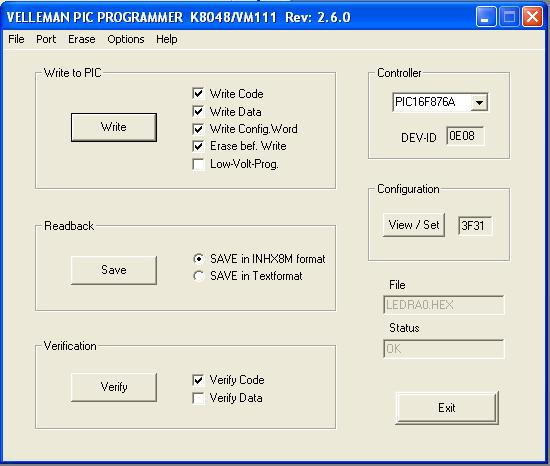 VELLEMAN PIC PROGRAMMER K8048/VM111 Rev: 2.6.0
File Port Erase Options Help
Write to PIC
Write
Write Code
Write Data
Write Config.Word
Erase bef. Write
Low-Volt-Prog.
Controller
PIC16F876A
DEV-ID 0E08
Configuration
View / Set 3F31
Readback
Save
SAVE in INHX8M format
SAVE in Textformat
File
LEDRA0.HEX
Status
OK
Verification
Verify
Verify Code
Verify Data
Exit